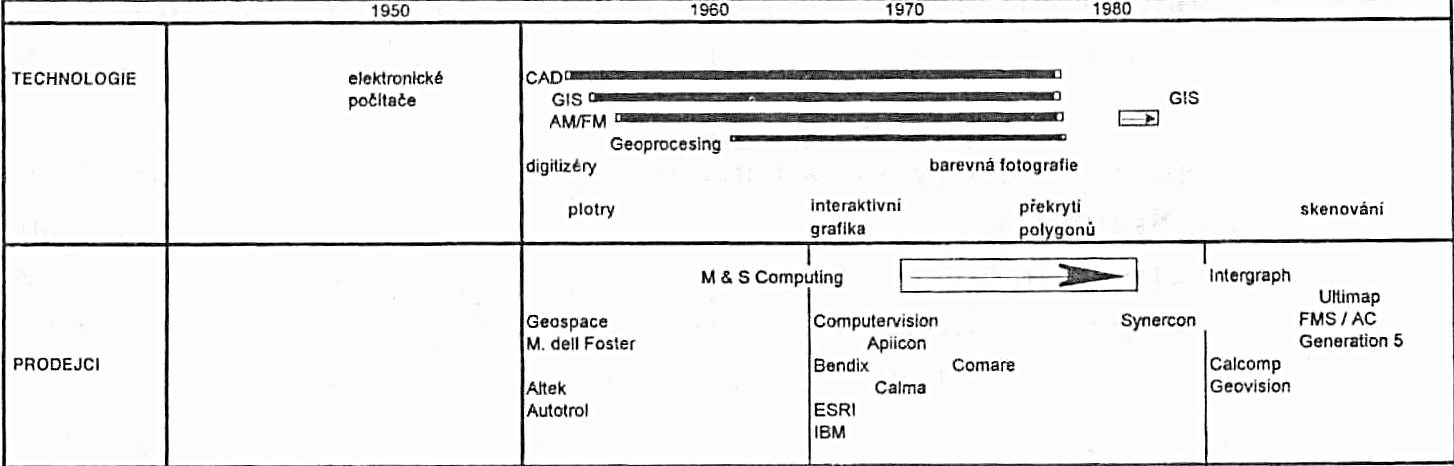 1950 1960 1970 1980
TECHNOLOGIE
elektronické
počítače
CAD
GIS
AM/FM
Geoprocesing
GIS
digitizéry
barevná fotografie
plotry
interaktivní
grafika
překrytí
polygonů
skenování
PRODEJCI
M & S Computing
Intergraph
Ultimap
Geospace
Computervision
Synercon
FMS / AC
M. dell Foster
Apiicon
Generation 5
Bendix
Comare
Calcomp
Altek
Calma
Geovision
Autotrol
ESRI
IBM